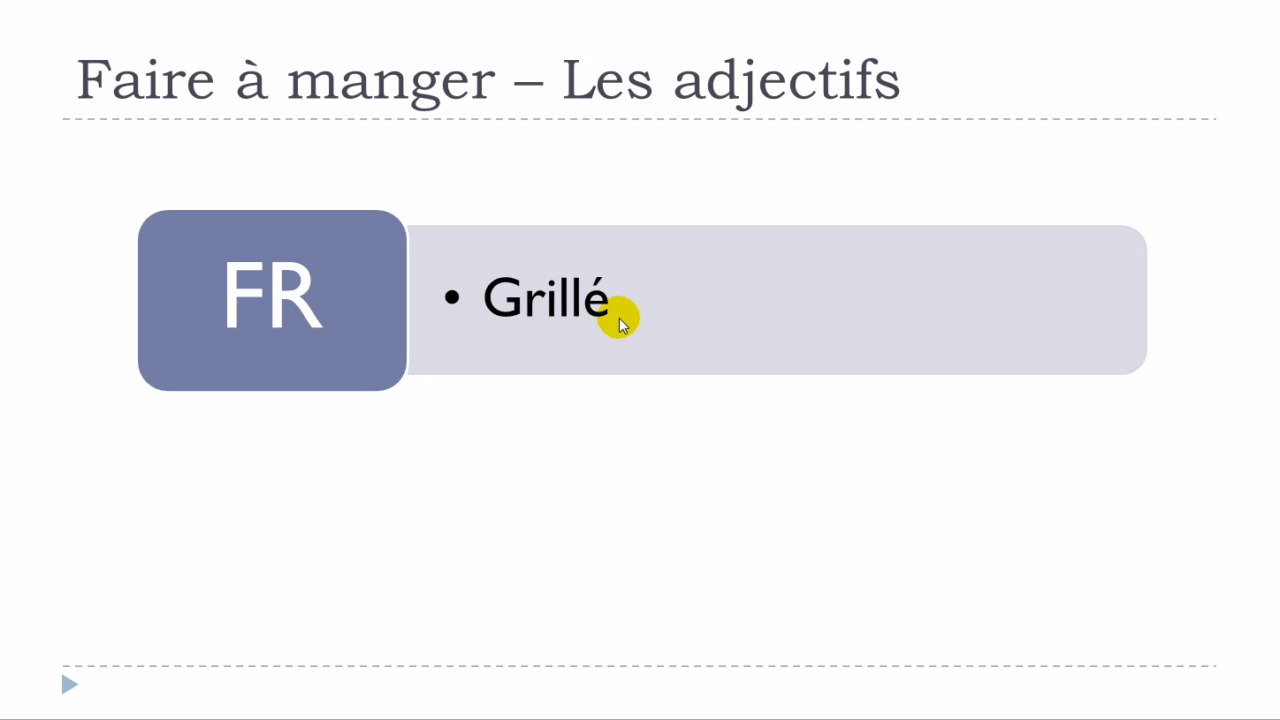 Faire à manger – Les adjectifs
FR
• Grillé